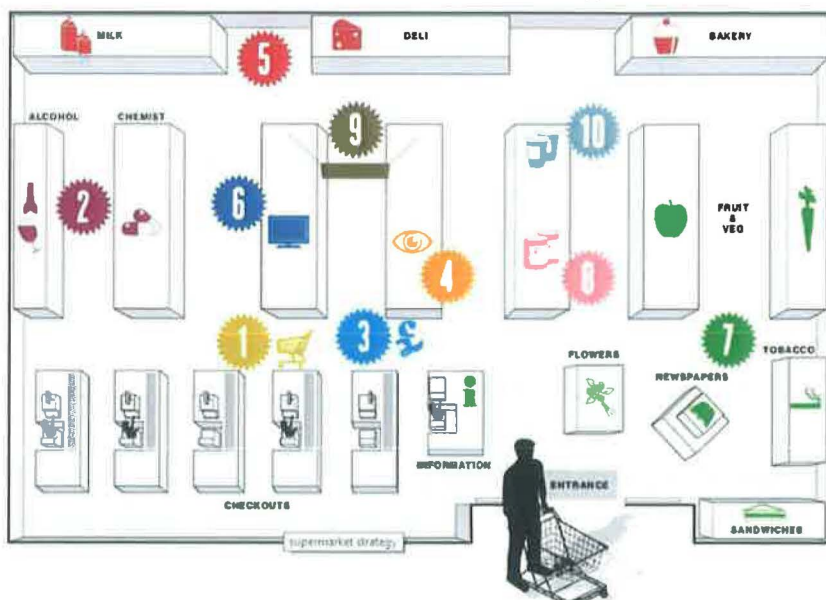 MILK
DELI
BAKERY
5
ALCOHOL
CHEMIST
9
10
2
6
FRUIT
&
VEG
4
8
1
3
£
7
FLOWERS
TOBACCO
NEWSPAPERS
i
INFORMATION
ENTRANCE
CHECKOUTS
SANDWICHES
supermarket strategy